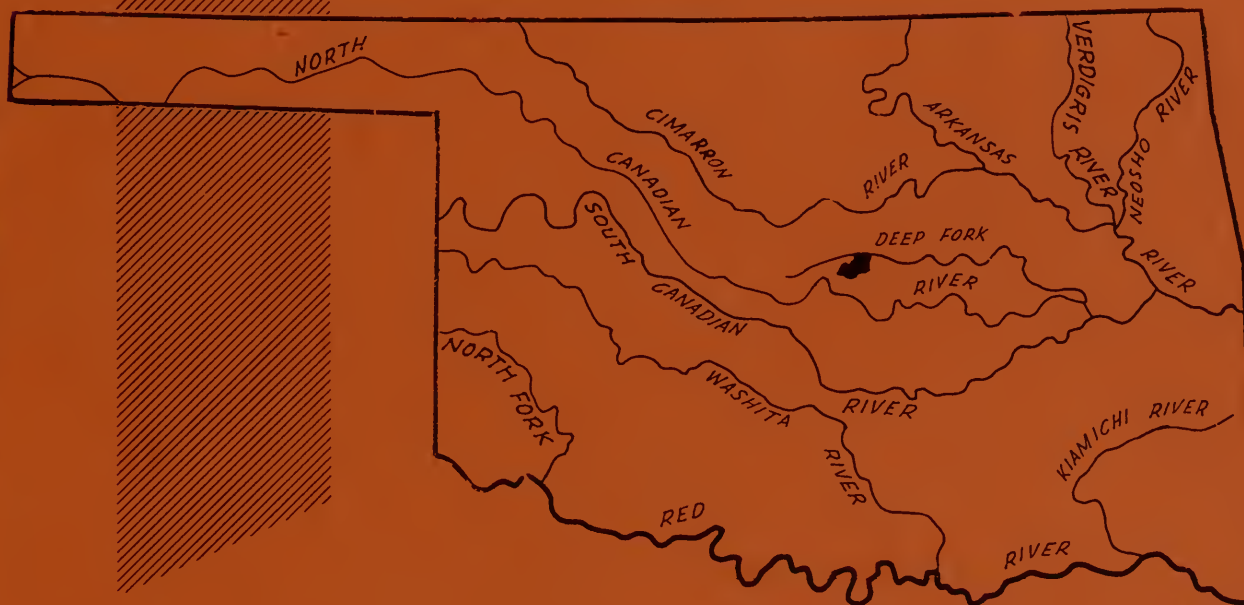 NORTH
CANADIAN
RIVER
CIMARRON
RIVER
ARKANSAS
RIVER
VERDIGRIS RIVER
NEOSHO RIVER
DEEP FORK
SOUTH CANADIAN
RIVER
NORTH FORK
WASHITA
RIVER
KIAMICHI RIVER
RED
RIVER